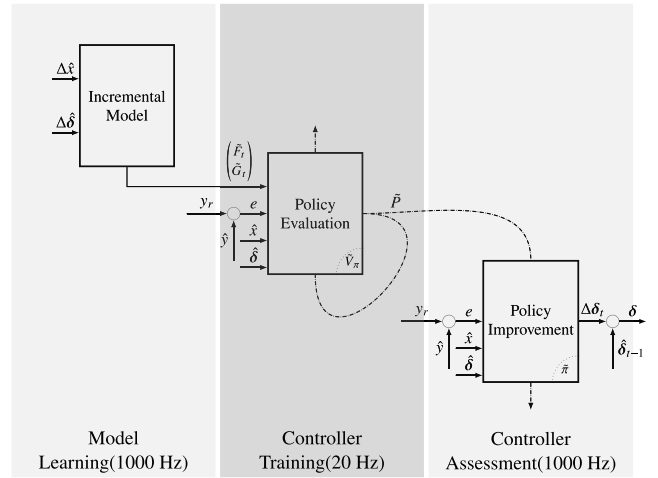 Δx̂
Δδ̂
Incremental
Model
F̃ₜ
G̃ₜ
yᵣ
e
ŷ
x̂
δ̂
Policy
Evaluation
Ṽπ
P̃
yᵣ
e
ŷ
x̂
δ̂
Policy
Improvement
π̃
Δδₜ
δ
δ̂ₜ₋₁
Model
Learning(1000 Hz)
Controller
Training(20 Hz)
Controller
Assessment(1000 Hz)